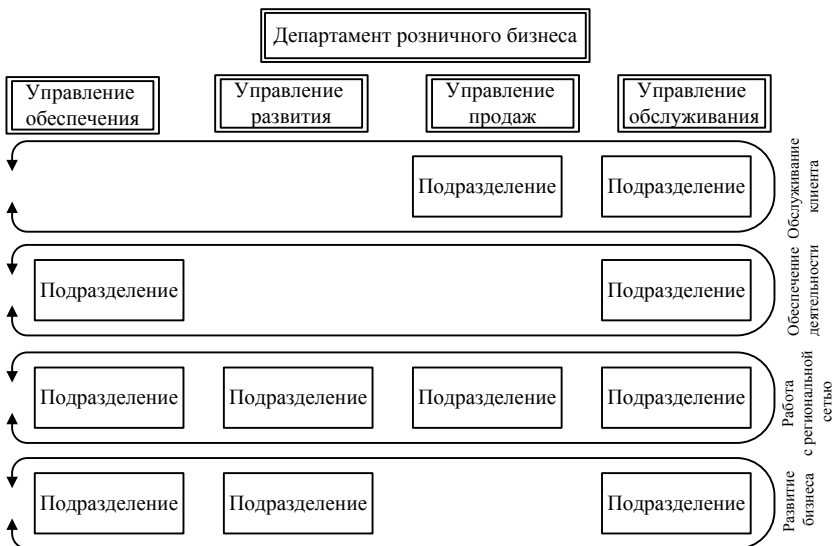 Департамент розничного бизнеса
Управление
обеспечения
Управление
развития
Управление
продаж
Управление
обслуживания
Подразделение
Подразделение
Обслуживание
клиента
Подразделение
Подразделение
Обеспечение
деятельности
Подразделение
Подразделение
Подразделение
Подразделение
Работа
с региональной
сетью
Подразделение
Подразделение
Подразделение
Развитие
бизнеса